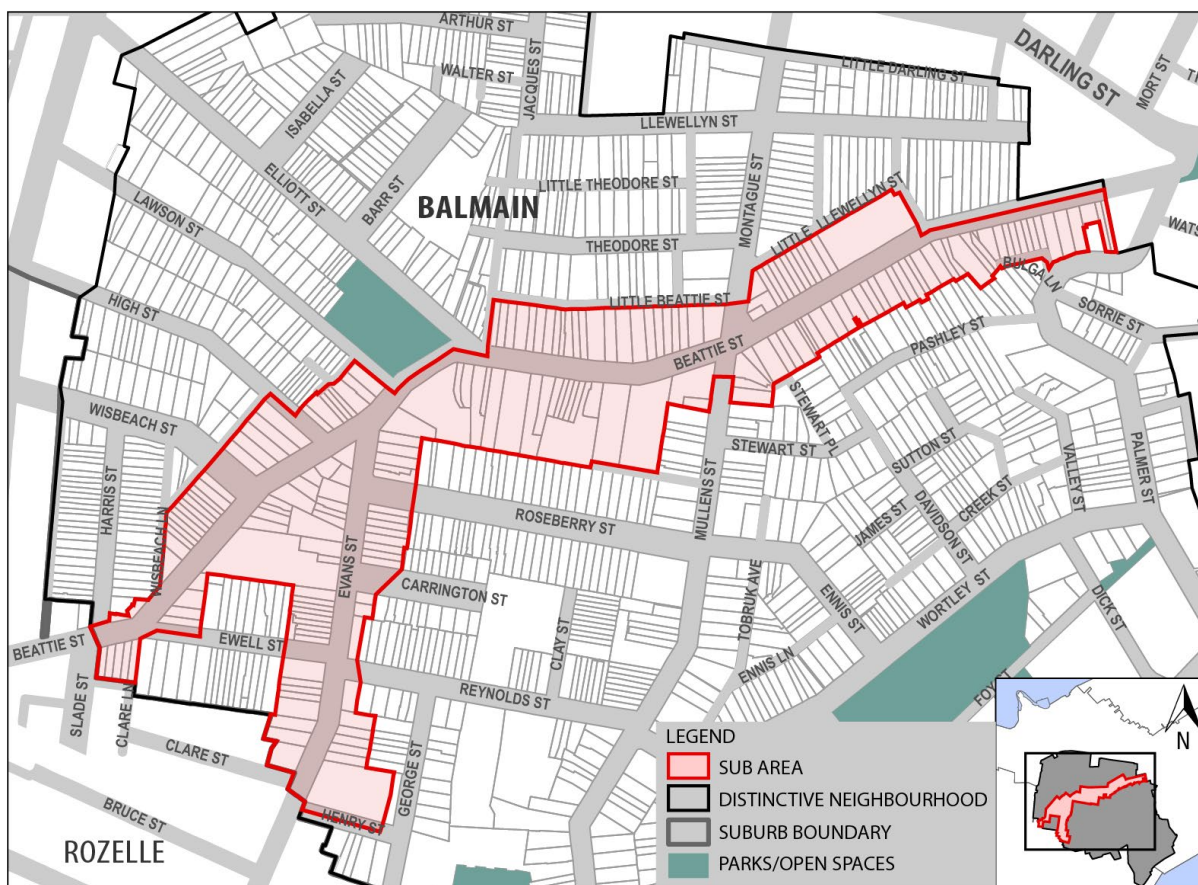 ARTHUR ST
WALTER ST
JACQUES ST
ISABELLA ST
LITTLE DARLING ST
DARLING ST
MORT ST
LLEWELLYN ST
ELLIOTT ST
BARR ST
BALMAIN
LITTLE THEODORE ST
MONTAGUE ST
LITTLE LLEWELLYN ST
LAWSON ST
THEODORE ST
WATS
BULGA LN
LITTLE BEATTIE ST
HIGH ST
SORRIE ST
BEATTIE ST
PASHLEY ST
WISBEACH ST
STEWART PL
STEWART ST
HARRIS ST
SUTTON ST
MULLENS ST
VALLEY ST
PALMER ST
WISBEACH LN
ROSEBERRY ST
JAMES ST
CREEK ST
DAVIDSON ST
EVANS ST
CARRINGTON ST
TOBRUK AVE
ENNIS ST
WORTLEY ST
DICK ST
BEATTIE ST
EWELL ST
CLAY ST
ENNIS LN
REYNOLDS ST
FOY ST
SLADE ST
CLARE LN
CLARE ST
GEORGE ST
BRUCE ST
HENRY ST
ROZELLE
LEGEND
SUB AREA
DISTINCTIVE NEIGHBOURHOOD
SUBURB BOUNDARY
PARKS/OPEN SPACES
N